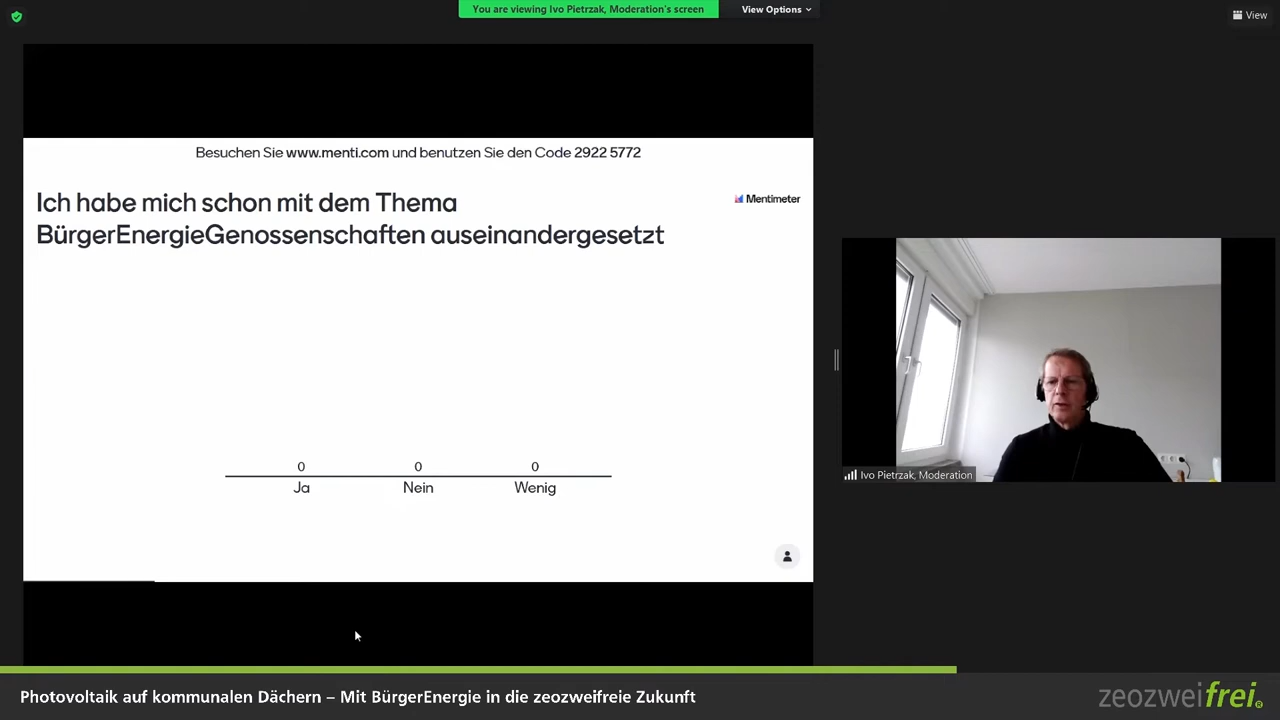 You are viewing Ivo Pietrzak, Moderation's screen
View Options
View
Besuchen Sie www.menti.com und benutzen Sie den Code 2922 5772
Ich habe mich schon mit dem Thema
BürgerEnergieGenossenschaften auseinandergesetzt
Mentimeter
0 0 0
Ja Nein Wenig
Ivo Pietrzak, Moderation
Photovoltaik auf kommunalen Dächern – Mit BürgerEnergie in die zeozweifreie Zukunft
zeozweifrei.